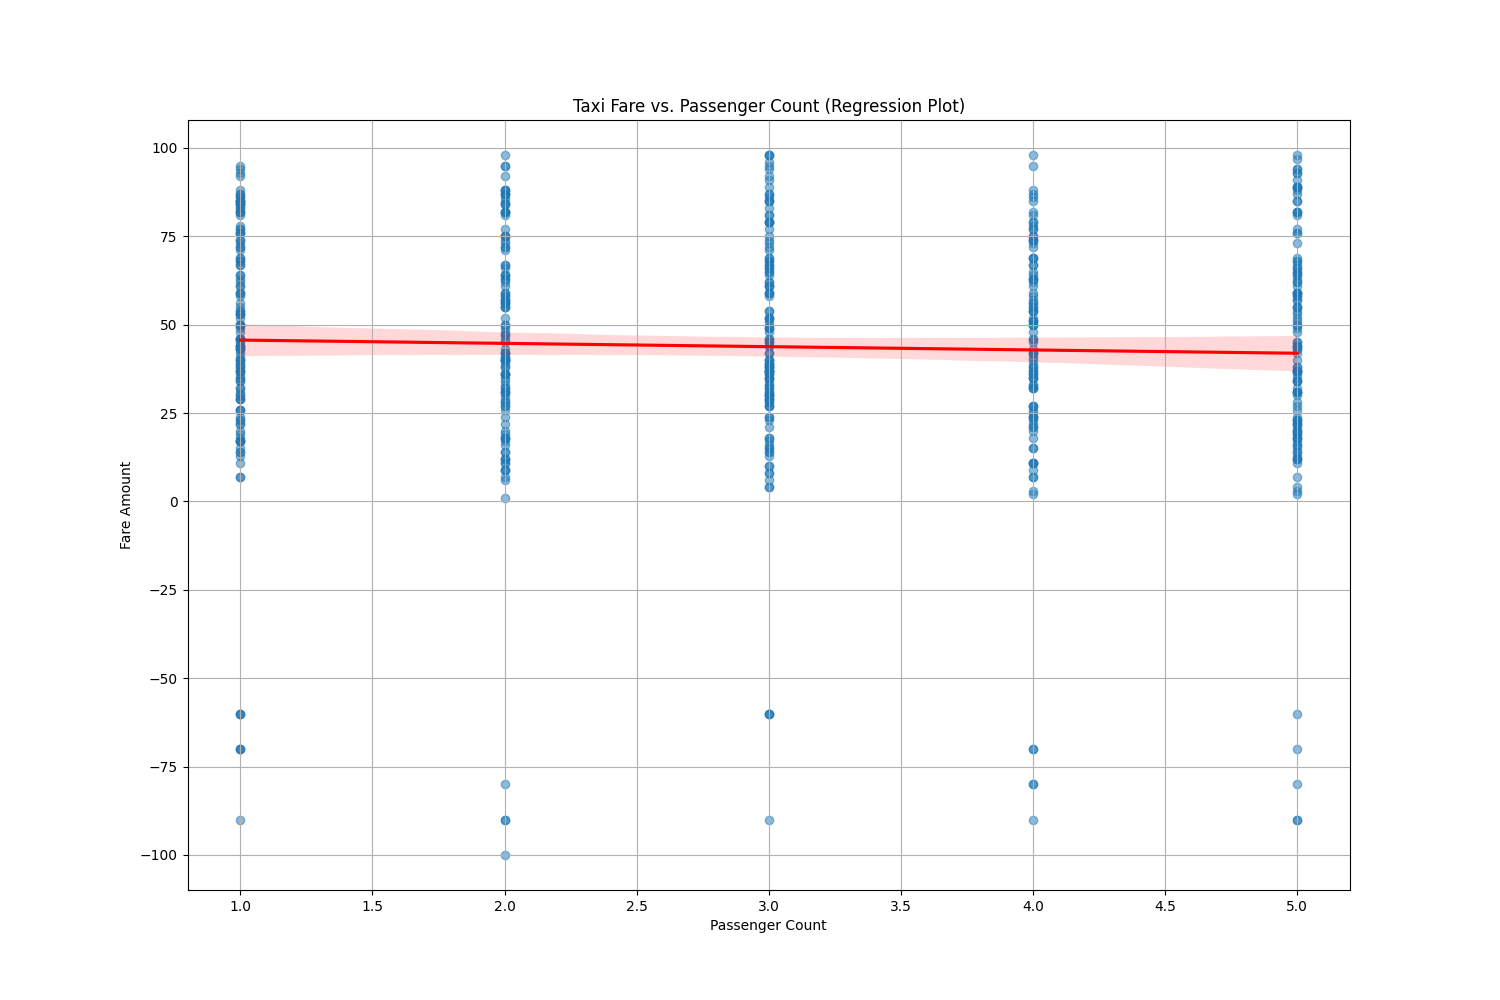 Taxi Fare vs. Passenger Count (Regression Plot)
100
75
50
25
0
−25
−50
−75
−100
Fare Amount
1.0 1.5 2.0 2.5 3.0 3.5 4.0 4.5 5.0
Passenger Count